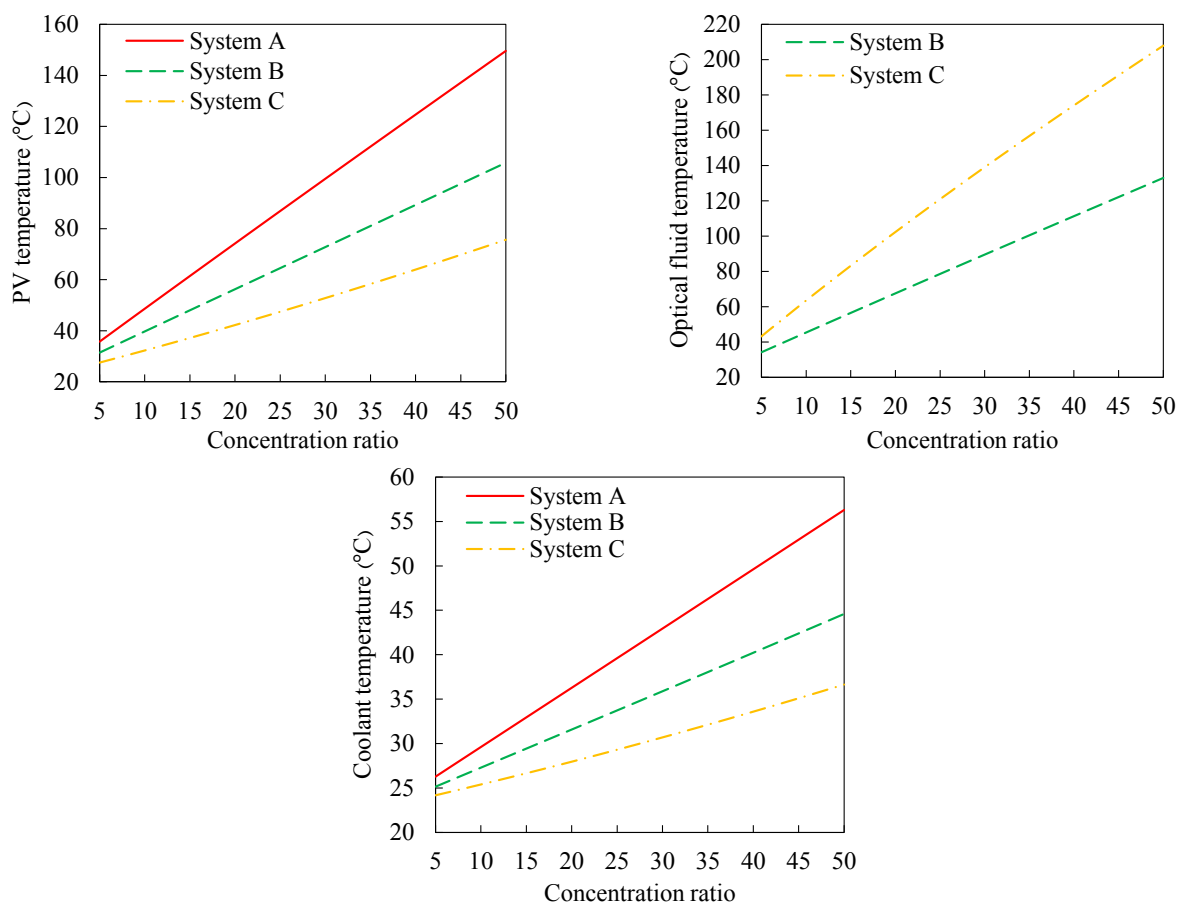 PV temperature (°C)
160
140
120
100
80
60
40
20
System A
System B
System C
5 10 15 20 25 30 35 40 45 50
Concentration ratio
Optical fluid temperature (°C)
220
200
180
160
140
120
100
80
60
40
20
System B
System C
5 10 15 20 25 30 35 40 45 50
Concentration ratio
Coolant temperature (°C)
60
55
50
45
40
35
30
25
20
System A
System B
System C
5 10 15 20 25 30 35 40 45 50
Concentration ratio